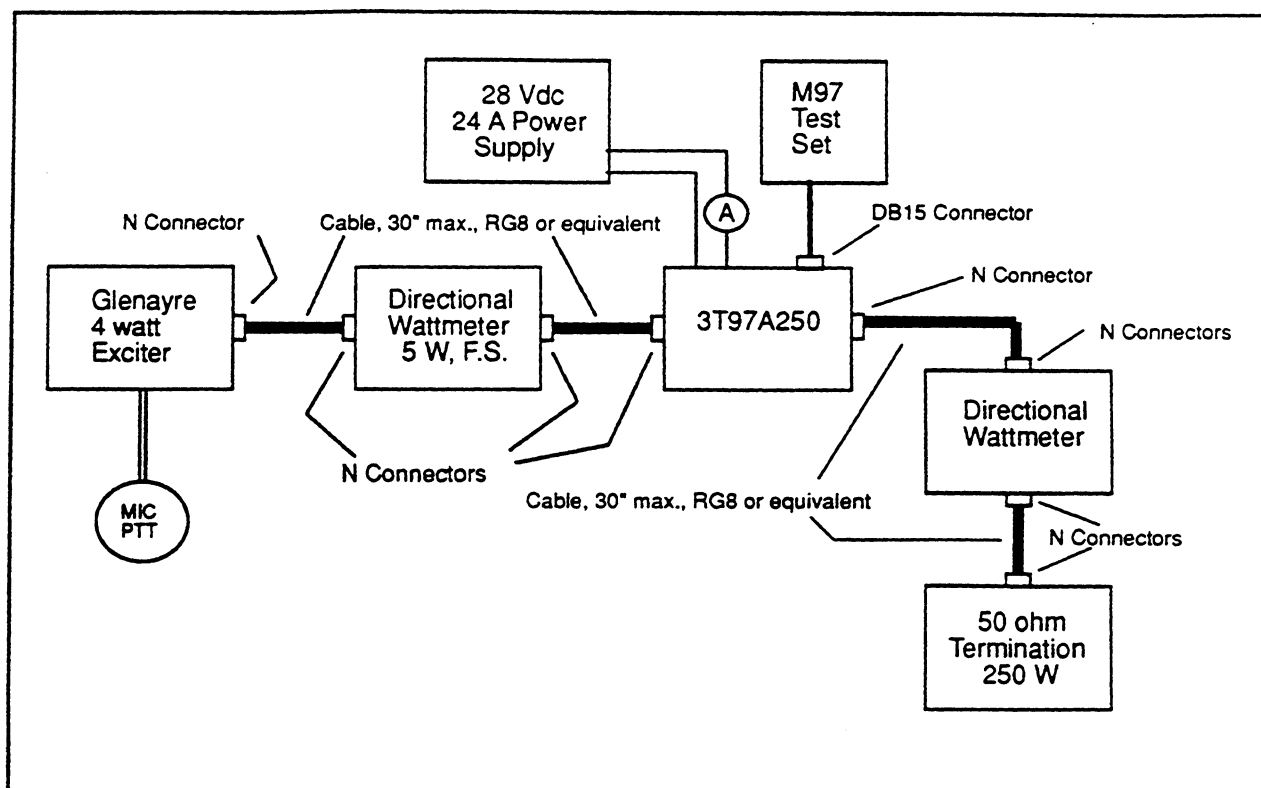 28 Vdc
24 A Power
Supply
M97
Test
Set
N Connector
Cable, 30" max., RG8 or equivalent
A
DB15 Connector
N Connector
Glenayre
4 watt
Exciter
Directional
Wattmeter
5 W, F.S.
3T97A250
N Connectors
Directional
Wattmeter
N Connectors
Cable, 30" max., RG8 or equivalent
MIC
PTT
N Connectors
50 ohm
Termination
250 W